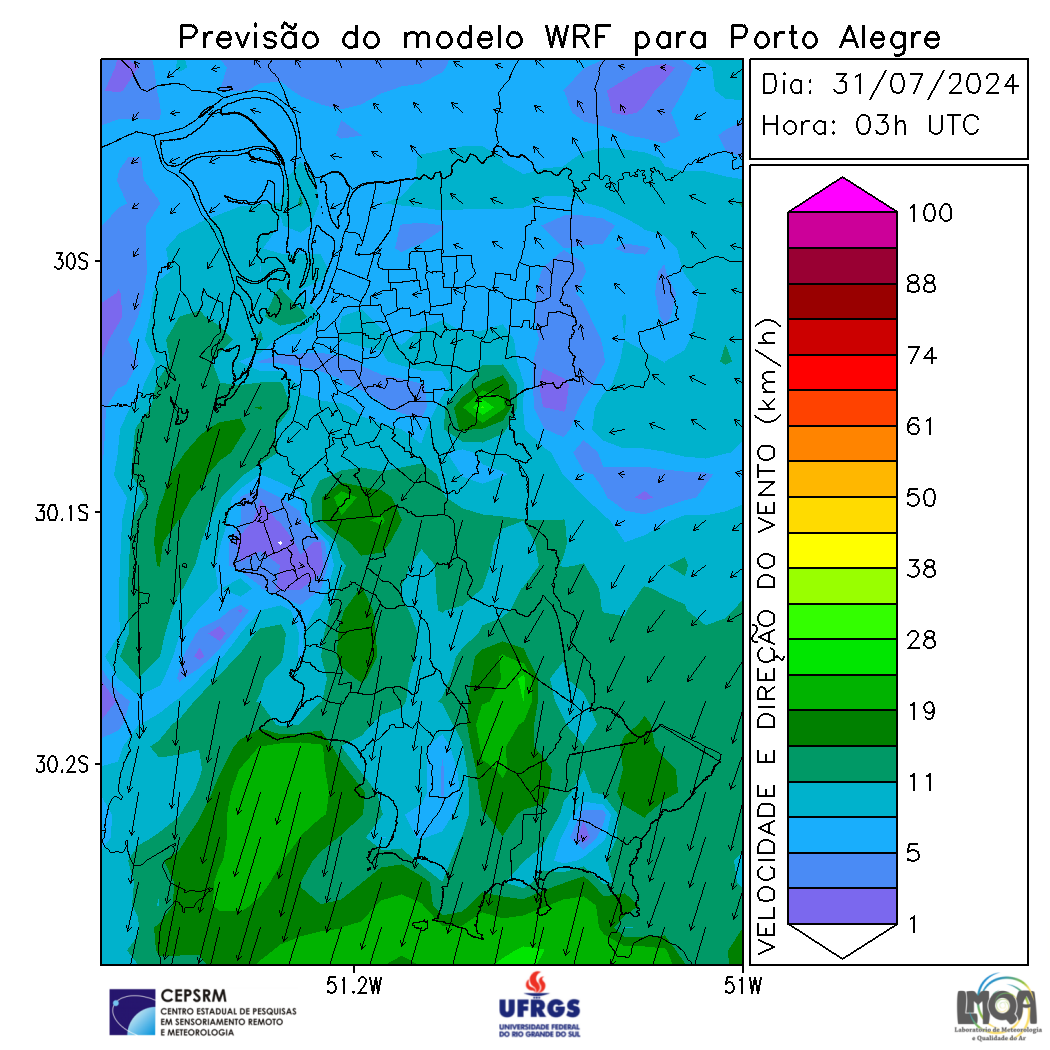 Previsão do modelo WRF para Porto Alegre
Dia: 31/07/2024
Hora: 03h UTC
30S
30.1S
30.2S
51.2W
51W
VELOCIDADE E DIREÇÃO DO VENTO (km/h)
100
88
74
61
50
38
28
19
11
5
1
CEPSRM
CENTRO ESTADUAL DE PESQUISAS
EM SENSORIAMENTO REMOTO
E METEOROLOGIA
UFRGS
UNIVERSIDADE FEDERAL
DO RIO GRANDE DO SUL
LMQA
Laboratório de Meteorologia
e Qualidade do Ar